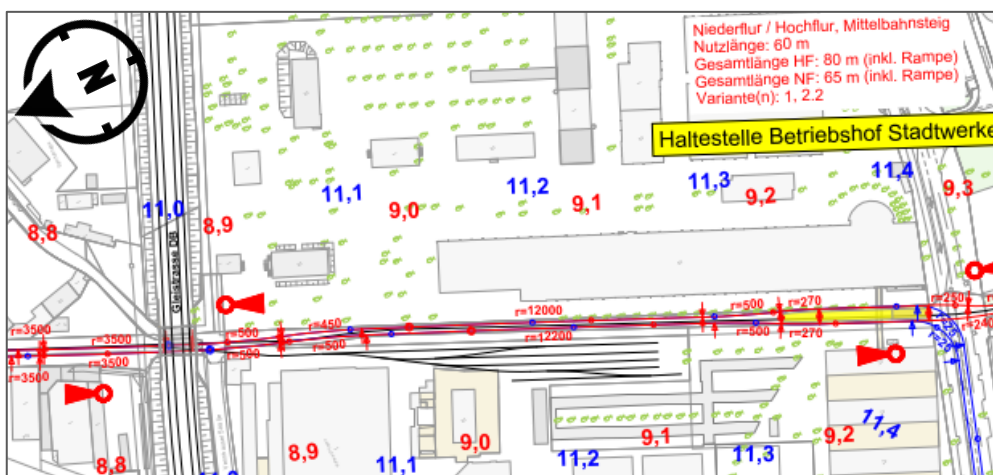 Niederflur / Hochflur, Mittelbahnsteig
Nutzlänge: 60 m
Gesamtlänge HF: 80 m (inkl. Rampe)
Gesamtlänge NF: 65 m (inkl. Rampe)
Variante(n): 1, 2.2
Haltestelle Betriebshof Stadtwerke
N
11,0
11,1
11,2
11,3
11,4
8,8
8,9
9,0
9,1
9,2
9,3
Gleistrasse DB
r=3500
r=3500
r=500
r=450
r=12000
r=500
r=270
r=2500
r=3500
r=3500
r=500
r=500
r=12200
r=500
r=270
r=25
r=25
8,8
8,9
9,0
9,1
9,2
11,1
11,2
11,3
11,4